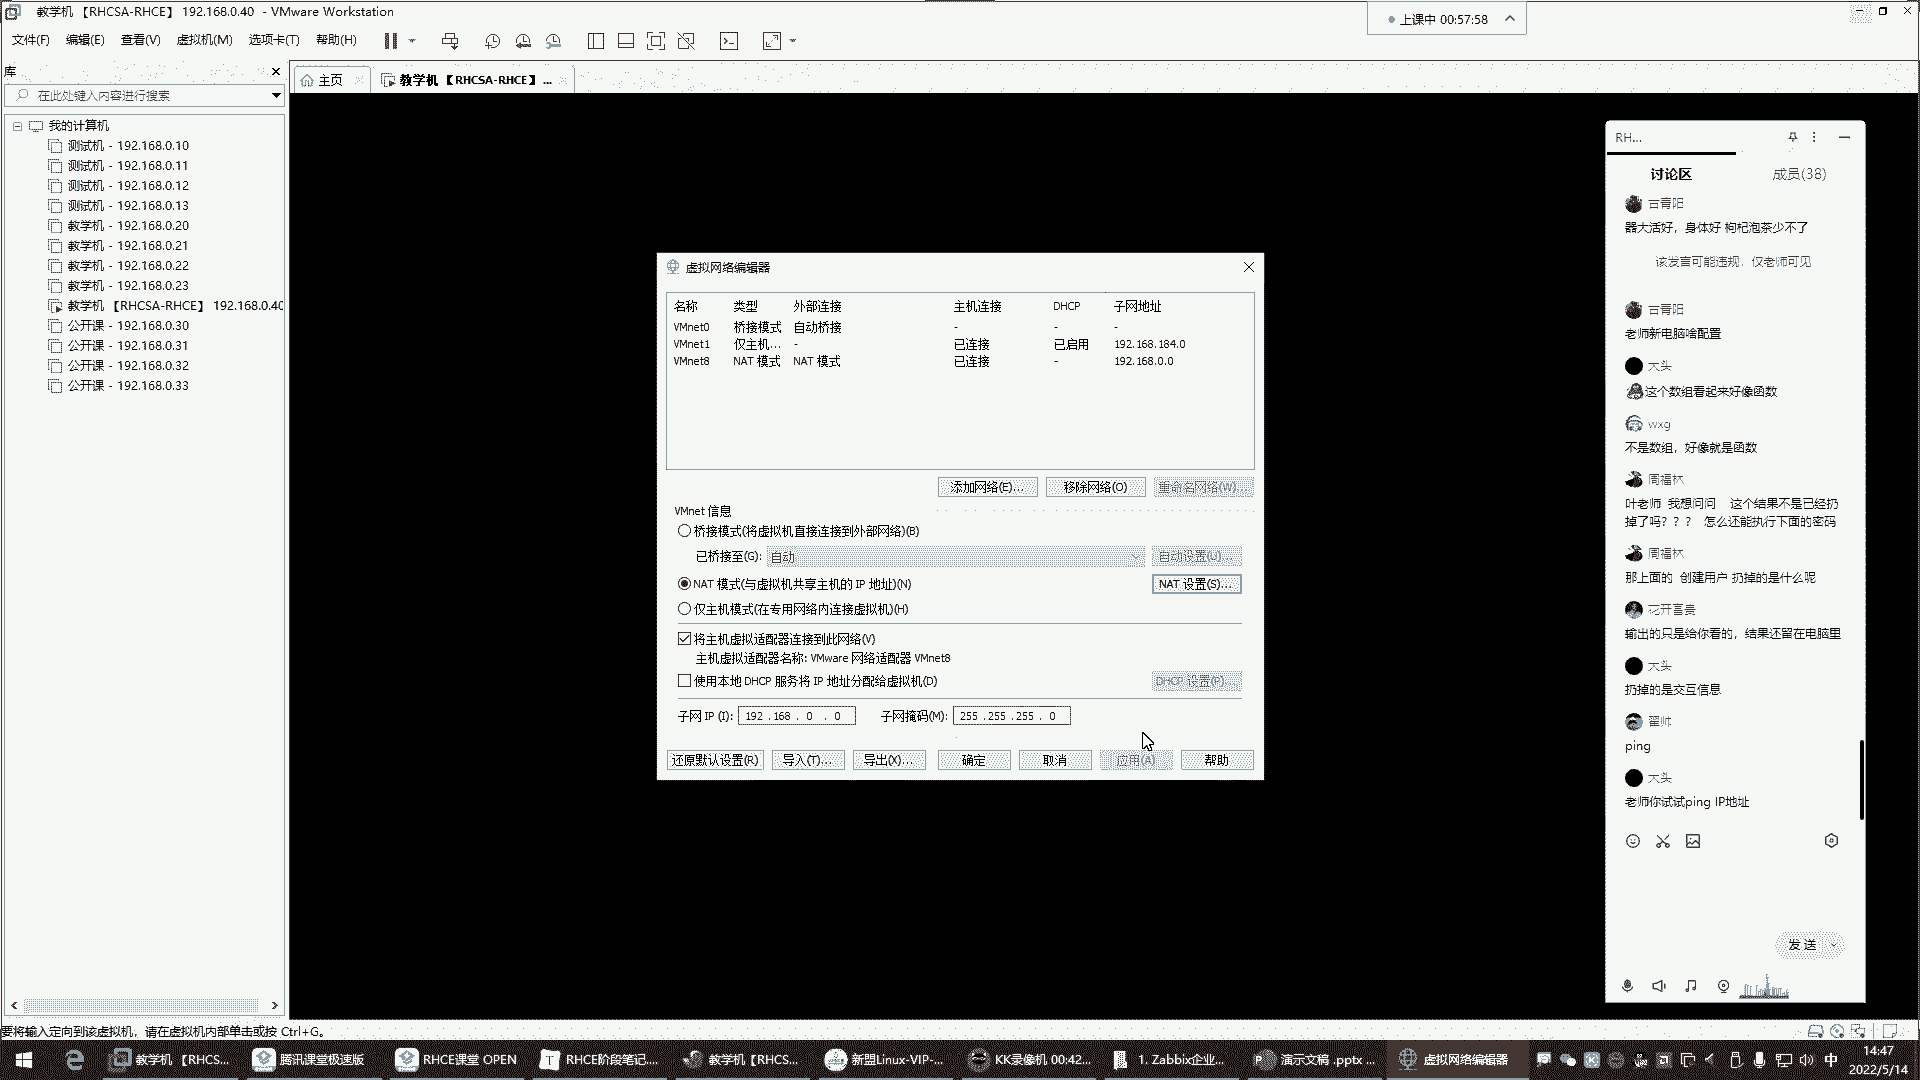 教学机 【RHCSA-RHCE】 192.168.0.40 - VMware Workstation
上课中 00:57:58
文件(F) 编辑(E) 查看(V) 虚拟机(M) 选项卡(T) 帮助(H)
库
在此处键入内容进行搜索
主页
教学机 【RHCSA-RHCE】 ...
我的计算机
测试机 - 192.168.0.10
测试机 - 192.168.0.11
测试机 - 192.168.0.12
测试机 - 192.168.0.13
教学机 - 192.168.0.20
教学机 - 192.168.0.21
教学机 - 192.168.0.22
教学机 - 192.168.0.23
教学机 【RHCSA-RHCE】 192.168.0.40
公开课 - 192.168.0.30
公开课 - 192.168.0.31
公开课 - 192.168.0.32
公开课 - 192.168.0.33
虚拟网络编辑器
名称 类型 外部连接 主机连接 DHCP 子网地址
VMnet0 桥接模式 自动桥接 - - -
VMnet1 仅主机... - 已连接 已启用 192.168.184.0
VMnet8 NAT 模式 NAT 模式 已连接 - 192.168.0.0
添加网络(E)... 移除网络(O) 重命名网络(W)...
VMnet 信息
桥接模式(将虚拟机直接连接到外部网络)(B)
已桥接至(G): 自动 自动设置(U)...
NAT 模式(与虚拟机共享主机的 IP 地址)(N) NAT 设置(S)...
仅主机模式(在专用网络内连接虚拟机)(H)
将主机虚拟适配器连接到此网络(V)
主机虚拟适配器名称: VMware 网络适配器 VMnet8
使用本地 DHCP 服务将 IP 地址分配给虚拟机(D) DHCP 设置(P)...
子网 IP (I): 192 . 168 . 0 . 0 子网掩码(M): 255 .255 .255 . 0
还原默认设置(R) 导入(T)... 导出(X)... 确定 取消 应用(A) 帮助
RH...
讨论区 成员(38)
古青阳
器大活好，身体好 枸杞泡茶少不了
该发言可能违规，仅老师可见
古青阳
老师新电脑啥配置
大头
这个数组看起来好像函数
wxg
不是数组，好像就是函数
周福林
叶老师 我想问问 这个结果不是已经扔
掉了吗？？？ 怎么还能执行下面的密码
周福林
那上面的 创建用户 扔掉的是什么呢
花开富贵
输出的只是给你看的，结果还留在电脑里
大头
扔掉的是交互信息
翟帅
ping
大头
老师你试试ping IP地址
发送
要将输入定向到该虚拟机，请在虚拟机内部单击或按 Ctrl+G。
教学机 【RHCS...
腾讯课堂极速版
RHCE课堂 OPEN
RHCE阶段笔记....
教学机【RHCS...
新盟Linux-VIP-...
KK录像机 00:42...
1. Zabbix企业...
演示文稿 .pptx ...
虚拟网络编辑器
中
14:47
2022/5/14